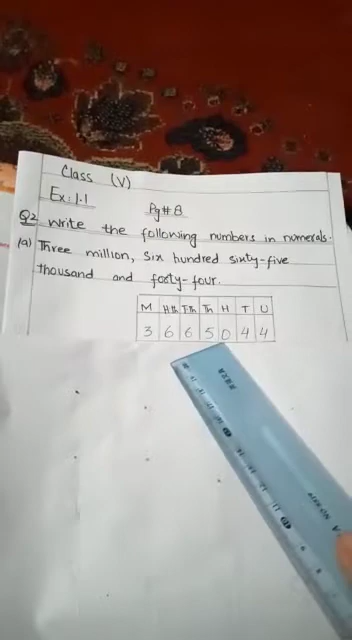 Class (V)
Ex:1.1
Pg# 8
Q2 Write the following numbers in numerals.
(a) Three million, six hundred sixty-five
thousand and forty-four.
M H th T-Th Th H T U
3 6 6 5 0 4 4